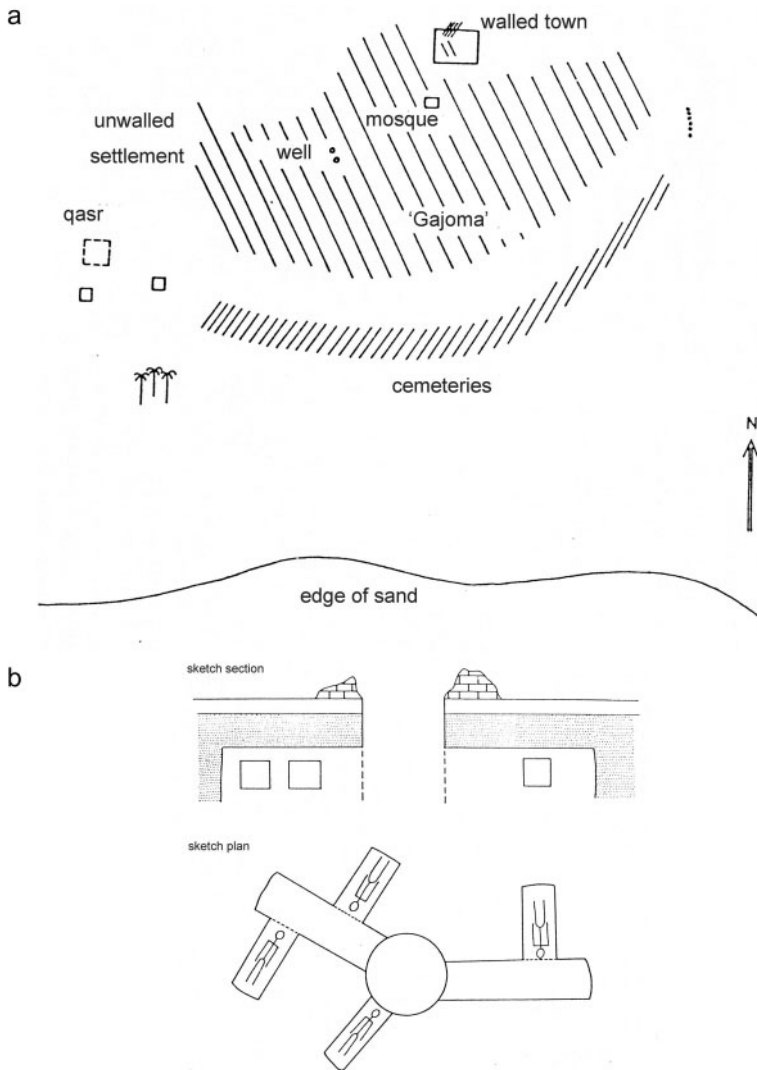 a
walled town
mosque
unwalled
settlement
well
qasr
'Gajoma'
cemeteries
N
edge of sand
b
sketch section
sketch plan